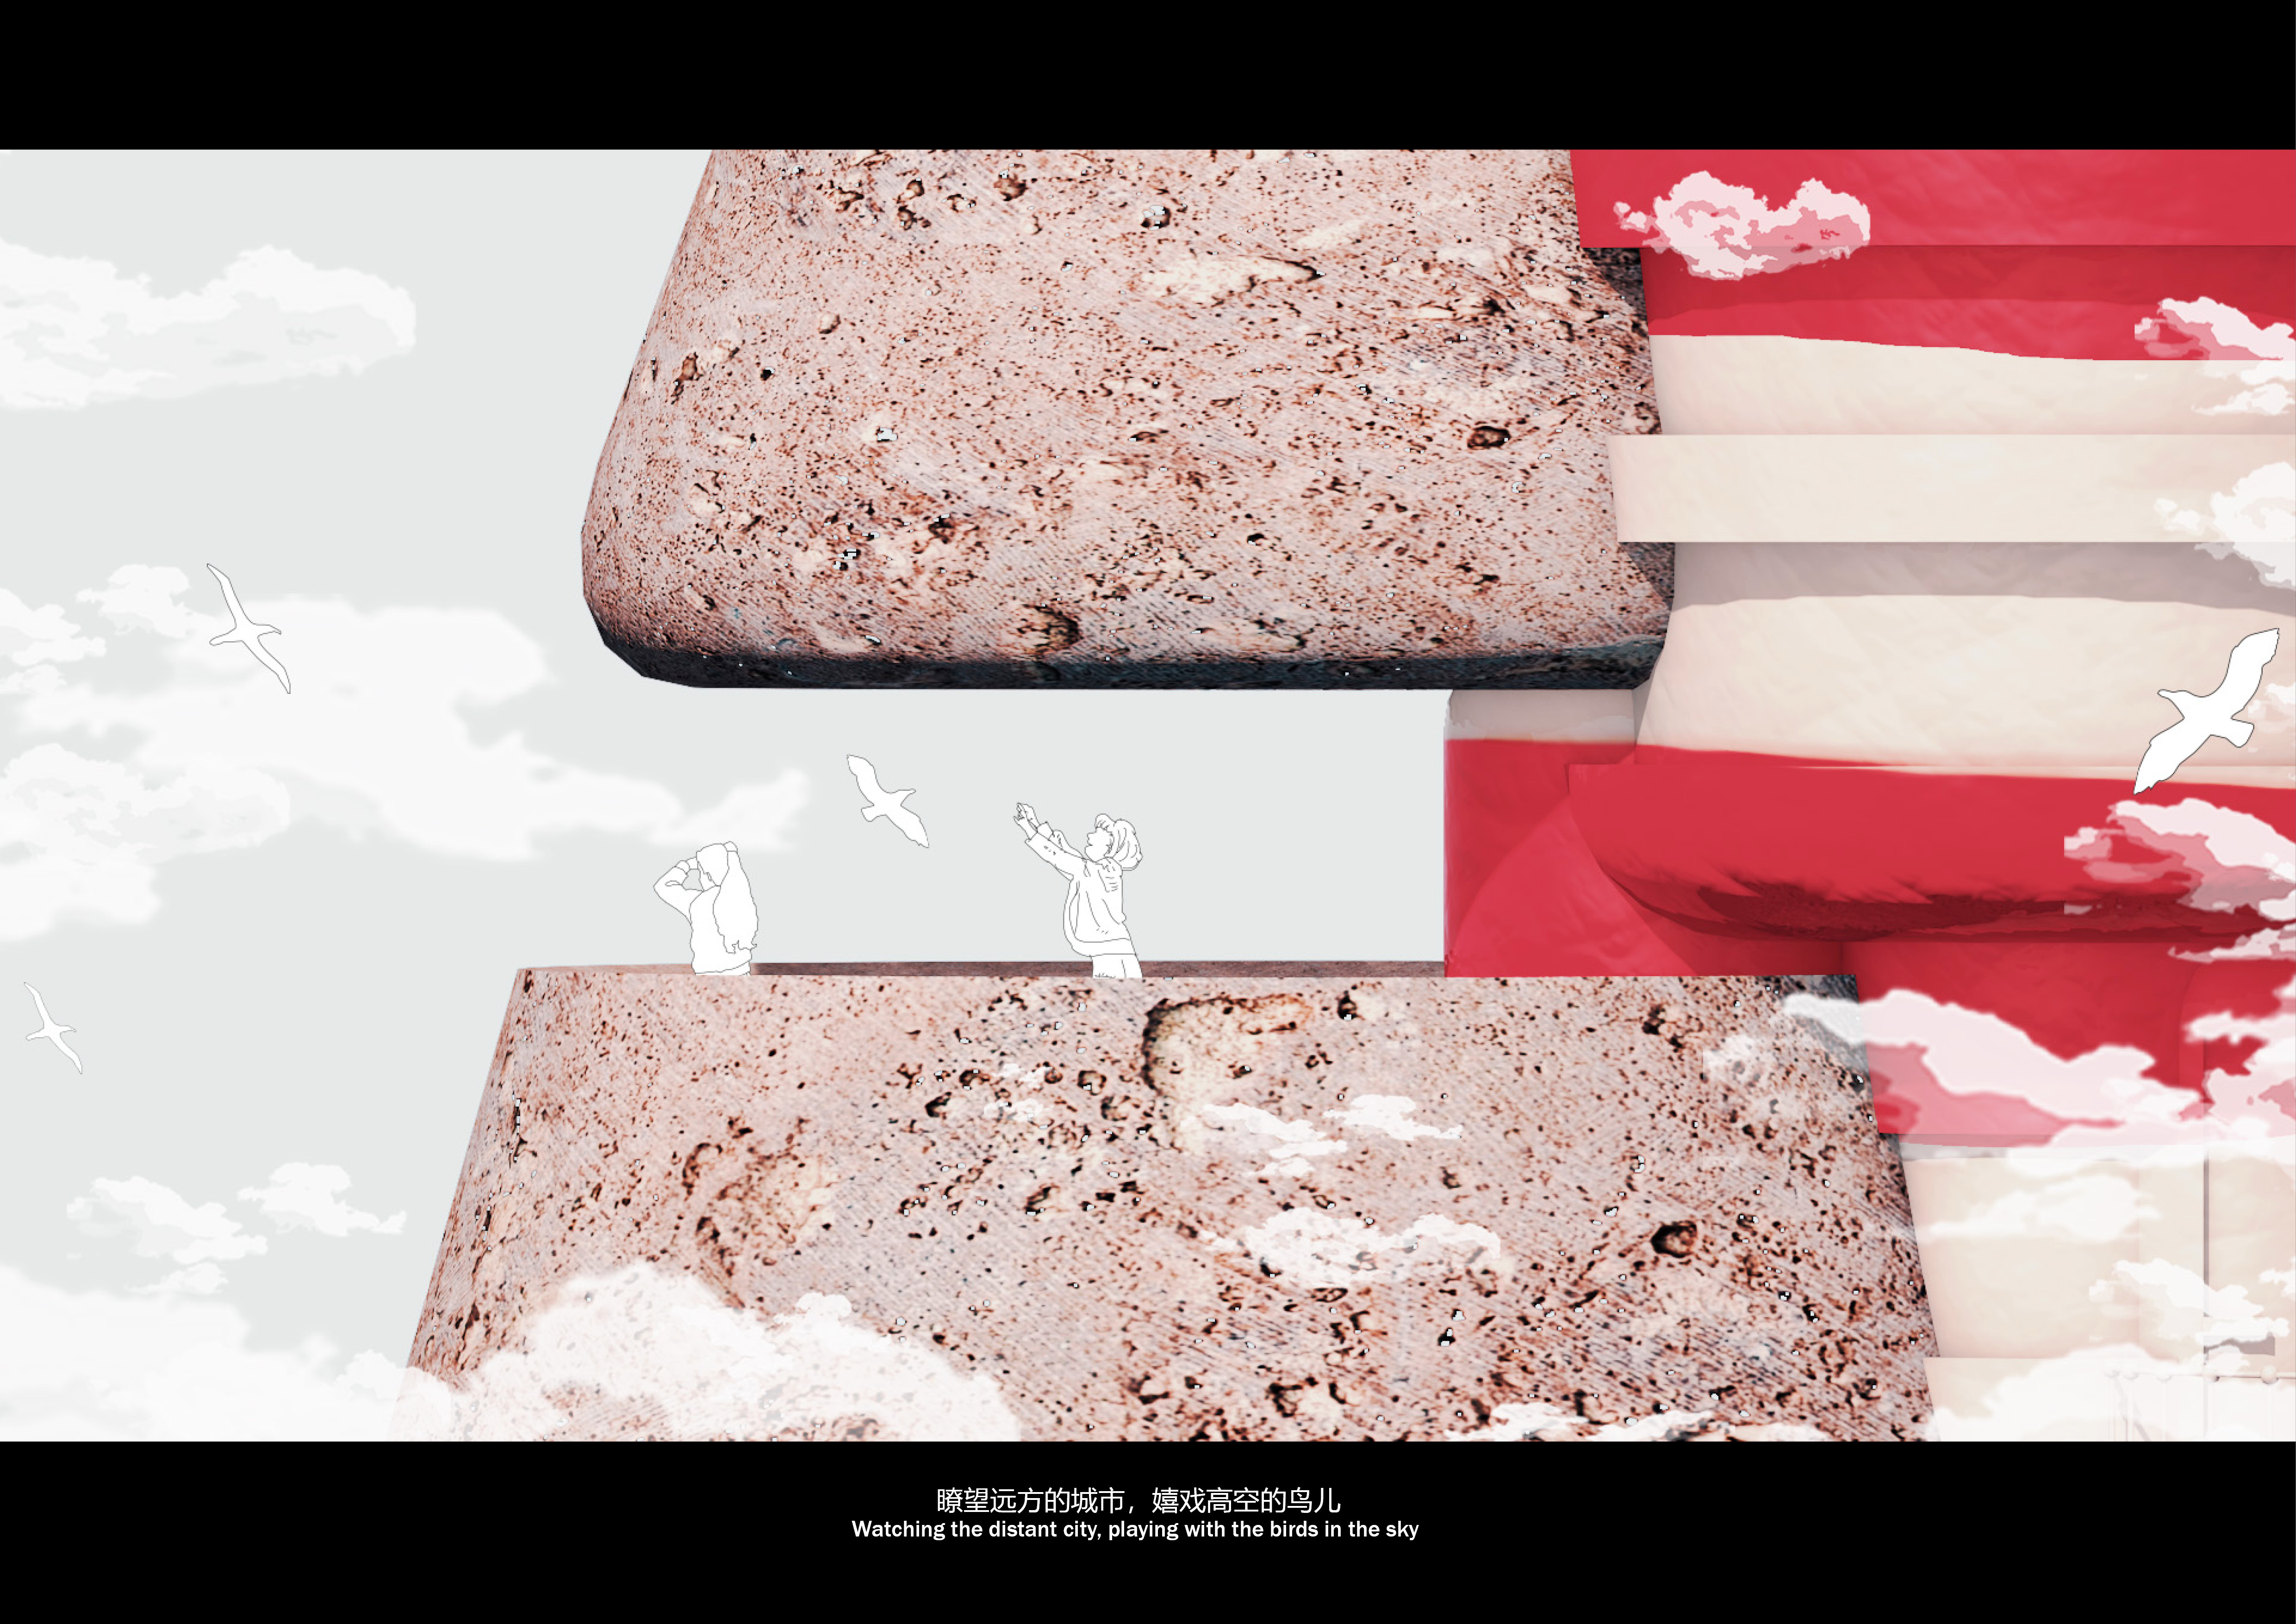 瞭望远方的城市，嬉戏高空的鸟儿
Watching the distant city, playing with the birds in the sky